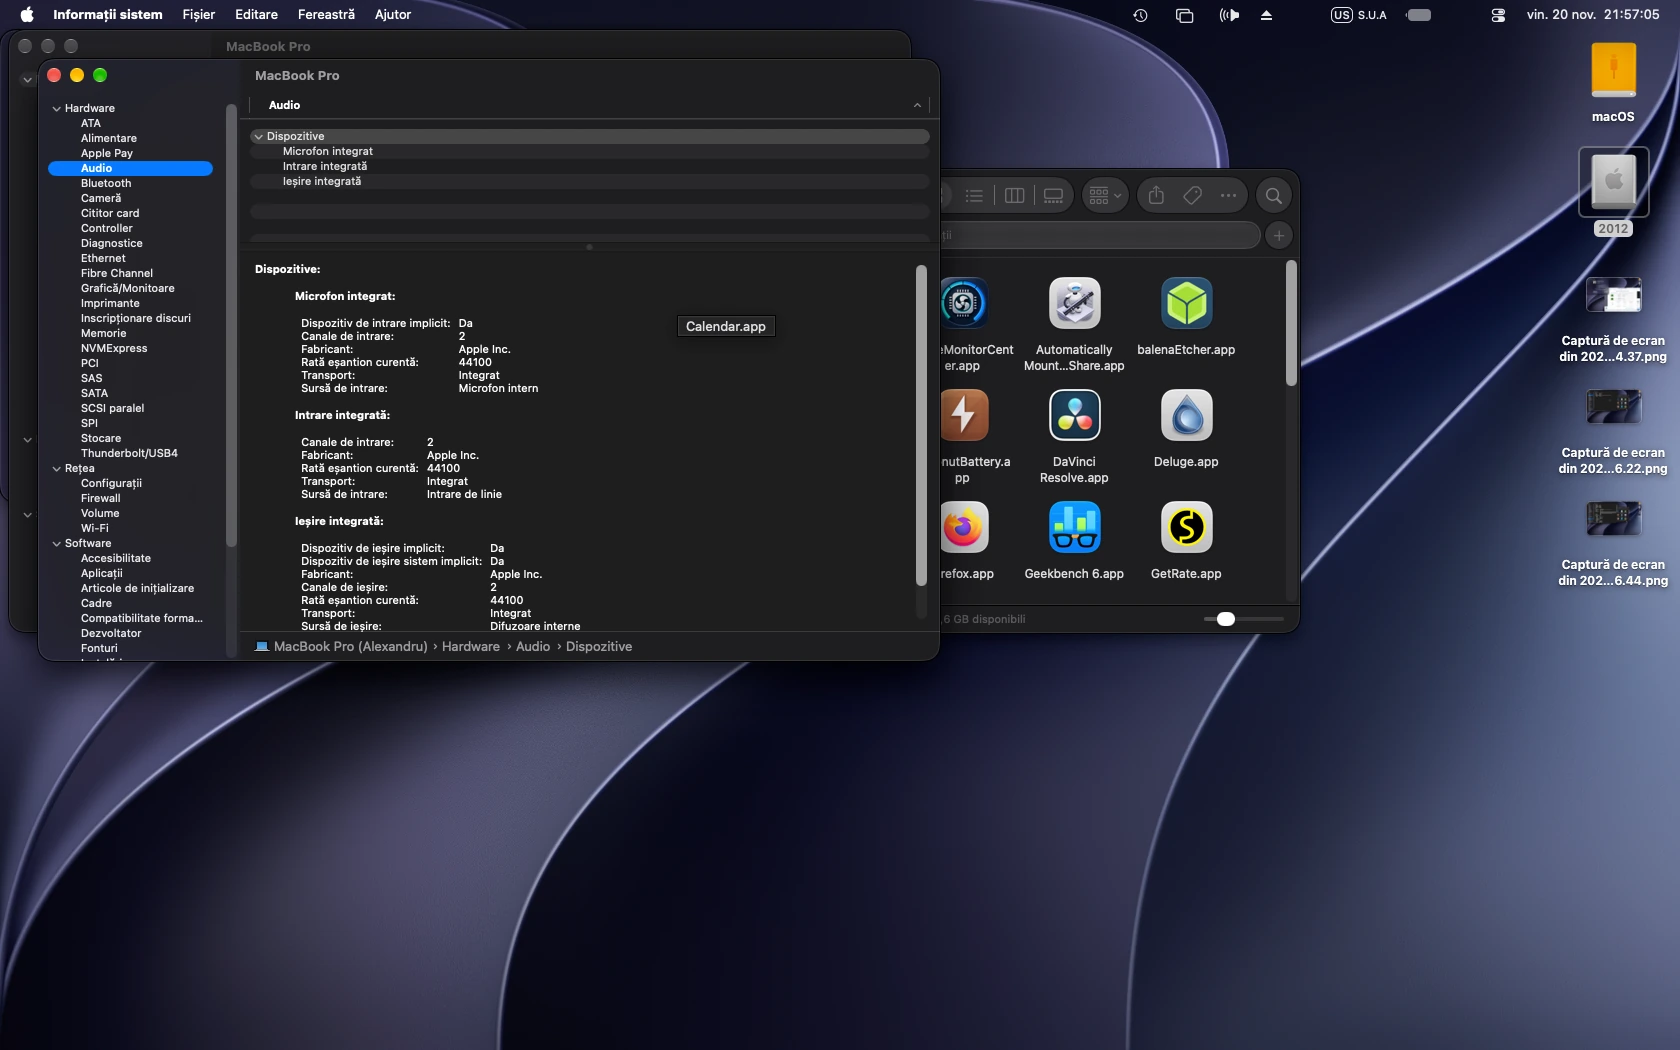 Informații sistem Fișier Editare Fereastră Ajutor
US S.U.A vin. 20 nov. 21:57:05
MacBook Pro
MacBook Pro
Hardware
ATA
Alimentare
Apple Pay
Audio
Bluetooth
Cameră
Cititor card
Controller
Diagnostice
Ethernet
Fibre Channel
Grafică/Monitoare
Imprimante
Inscripționare discuri
Memorie
NVMExpress
PCI
SAS
SATA
SCSI paralel
SPI
Stocare
Thunderbolt/USB4
Rețea
Configurații
Firewall
Volume
Wi-Fi
Software
Accesibilitate
Aplicații
Articole de inițializare
Cadre
Compatibilitate forma...
Dezvoltator
Fonturi
Audio
Dispozitive
Microfon integrat
Intrare integrată
Ieșire integrată
Dispozitive:
Microfon integrat:
Dispozitiv de intrare implicit: Da
Canale de intrare: 2
Fabricant: Apple Inc.
Rată eșantion curentă: 44100
Transport: Integrat
Sursă de intrare: Microfon intern
Intrare integrată:
Canale de intrare: 2
Fabricant: Apple Inc.
Rată eșantion curentă: 44100
Transport: Integrat
Sursă de intrare: Intrare de linie
Ieșire integrată:
Dispozitiv de ieșire implicit: Da
Dispozitiv de ieșire sistem implicit: Da
Fabricant: Apple Inc.
Canale de ieșire: 2
Rată eșantion curentă: 44100
Transport: Integrat
Sursă de ieșire: Difuzoare interne
MacBook Pro (Alexandru) › Hardware › Audio › Dispozitive
Calendar.app
eMonitorCent
er.app
Automatically
Mount...Share.app
balenaEtcher.app
nutBattery.a
pp
DaVinci
Resolve.app
Deluge.app
refox.app
Geekbench 6.app
GetRate.app
,6 GB disponibili
macOS
2012
Captură de ecran
din 202...4.37.png
Captură de ecran
din 202...6.22.png
Captură de ecran
din 202...6.44.png